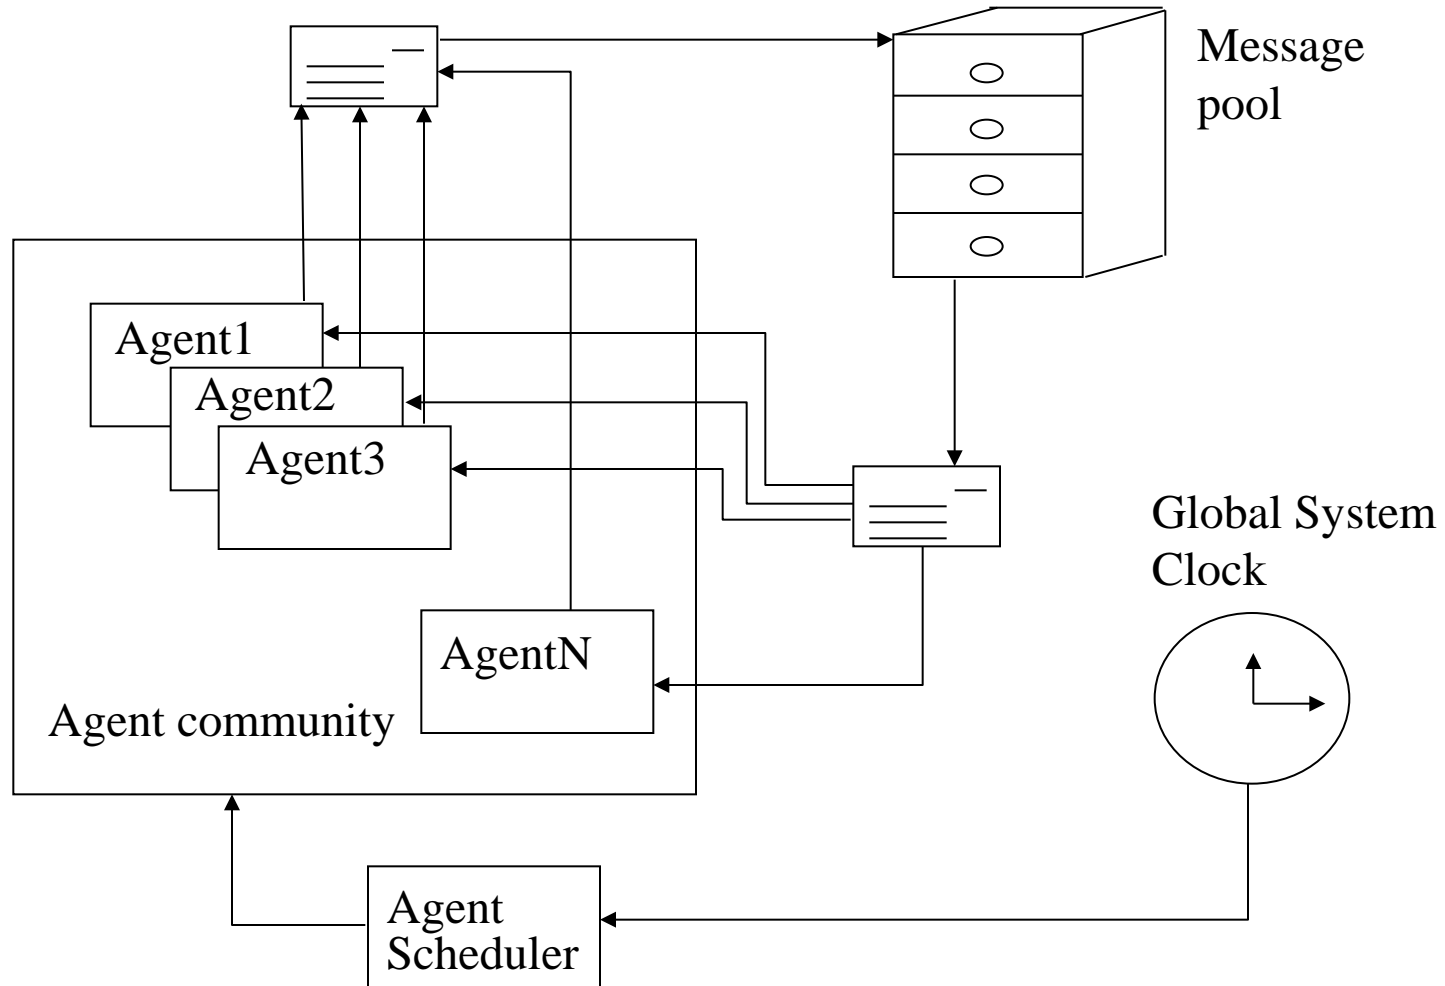 Message
pool
Agent1
Agent2
Agent3
Global System
Clock
AgentN
Agent community
Agent
Scheduler